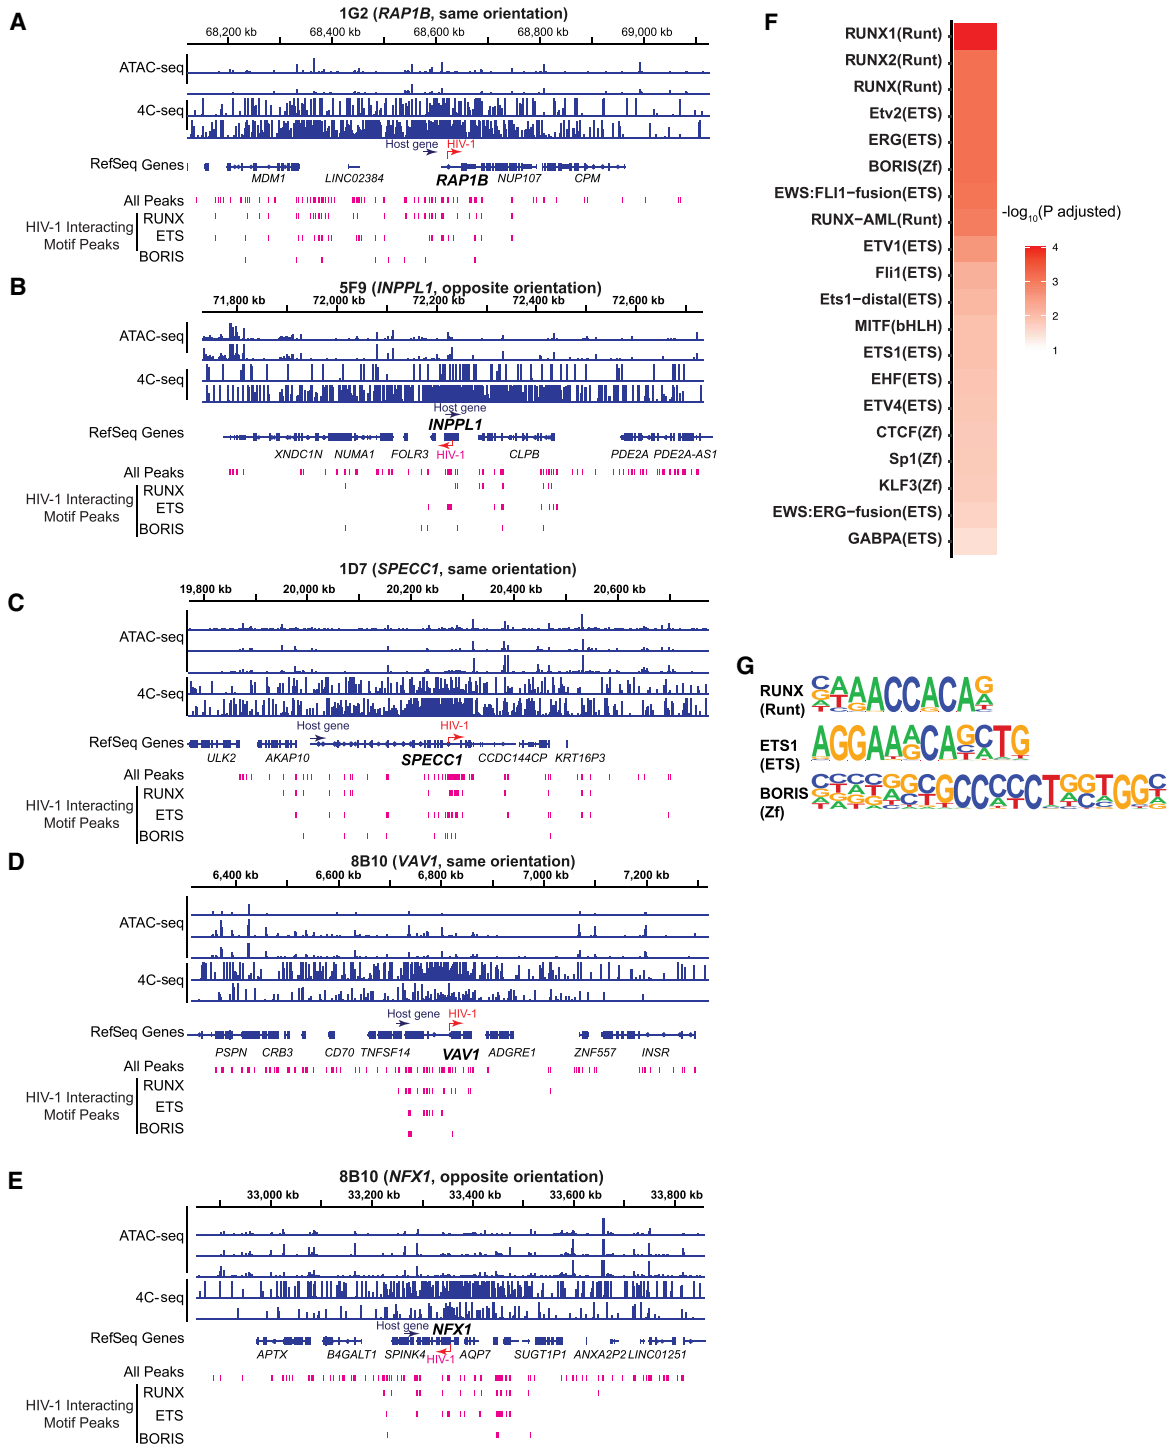 A
1G2 (RAP1B, same orientation)
68,200 kb 68,400 kb 68,600 kb 68,800 kb 69,000 kb
ATAC-seq
4C-seq
Host gene HIV-1
RefSeq Genes
MDM1 LINC02384 RAP1B NUP107 CPM
All Peaks
HIV-1 Interacting Motif Peaks
RUNX
ETS
BORIS
B
5F9 (INPPL1, opposite orientation)
71,800 kb 72,000 kb 72,200 kb 72,400 kb 72,600 kb
ATAC-seq
4C-seq
Host gene
INPPL1
RefSeq Genes
XNDC1N NUMA1 FOLR3 HIV-1 CLPB PDE2A PDE2A-AS1
All Peaks
HIV-1 Interacting Motif Peaks
RUNX
ETS
BORIS
C
1D7 (SPECC1, same orientation)
19,800 kb 20,000 kb 20,200 kb 20,400 kb 20,600 kb
ATAC-seq
4C-seq
Host gene HIV-1
RefSeq Genes
ULK2 AKAP10 SPECC1 CCDC144CP KRT16P3
All Peaks
HIV-1 Interacting Motif Peaks
RUNX
ETS
BORIS
D
8B10 (VAV1, same orientation)
6,400 kb 6,600 kb 6,800 kb 7,000 kb 7,200 kb
ATAC-seq
4C-seq
Host gene HIV-1
RefSeq Genes
PSPN CRB3 CD70 TNFSF14 VAV1 ADGRE1 ZNF557 INSR
All Peaks
HIV-1 Interacting Motif Peaks
RUNX
ETS
BORIS
E
8B10 (NFX1, opposite orientation)
33,000 kb 33,200 kb 33,400 kb 33,600 kb 33,800 kb
ATAC-seq
4C-seq
Host gene NFX1
RefSeq Genes
APTX B4GALT1 SPINK4 HIV-1 AQP7 SUGT1P1 ANXA2P2 LINC01251
All Peaks
HIV-1 Interacting Motif Peaks
RUNX
ETS
BORIS
F
RUNX1(Runt)
RUNX2(Runt)
RUNX(Runt)
Etv2(ETS)
ERG(ETS)
BORIS(Zf)
EWS:FLI1−fusion(ETS)
RUNX−AML(Runt)
ETV1(ETS)
Fli1(ETS)
Ets1−distal(ETS)
MITF(bHLH)
ETS1(ETS)
EHF(ETS)
ETV4(ETS)
CTCF(Zf)
Sp1(Zf)
KLF3(Zf)
EWS:ERG−fusion(ETS)
GABPA(ETS)
-log10(P adjusted)
4
3
2
1
G
RUNX (Runt)
ETS1 (ETS)
BORIS (Zf)